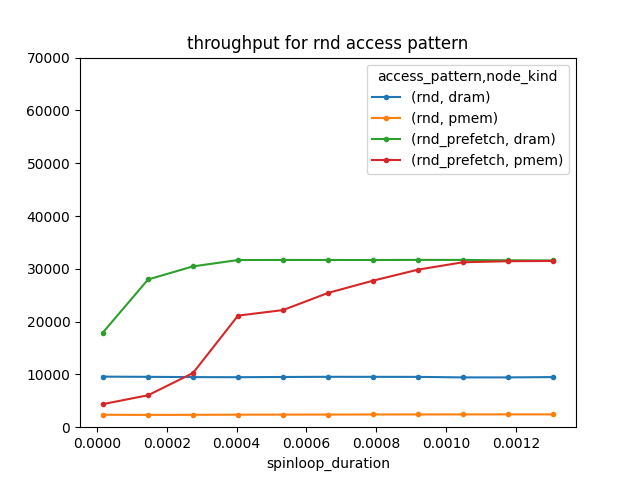 throughput for rnd access pattern
70000
60000
50000
40000
30000
20000
10000
0
access_pattern,node_kind
(rnd, dram)
(rnd, pmem)
(rnd_prefetch, dram)
(rnd_prefetch, pmem)
0.0000 0.0002 0.0004 0.0006 0.0008 0.0010 0.0012
spinloop_duration